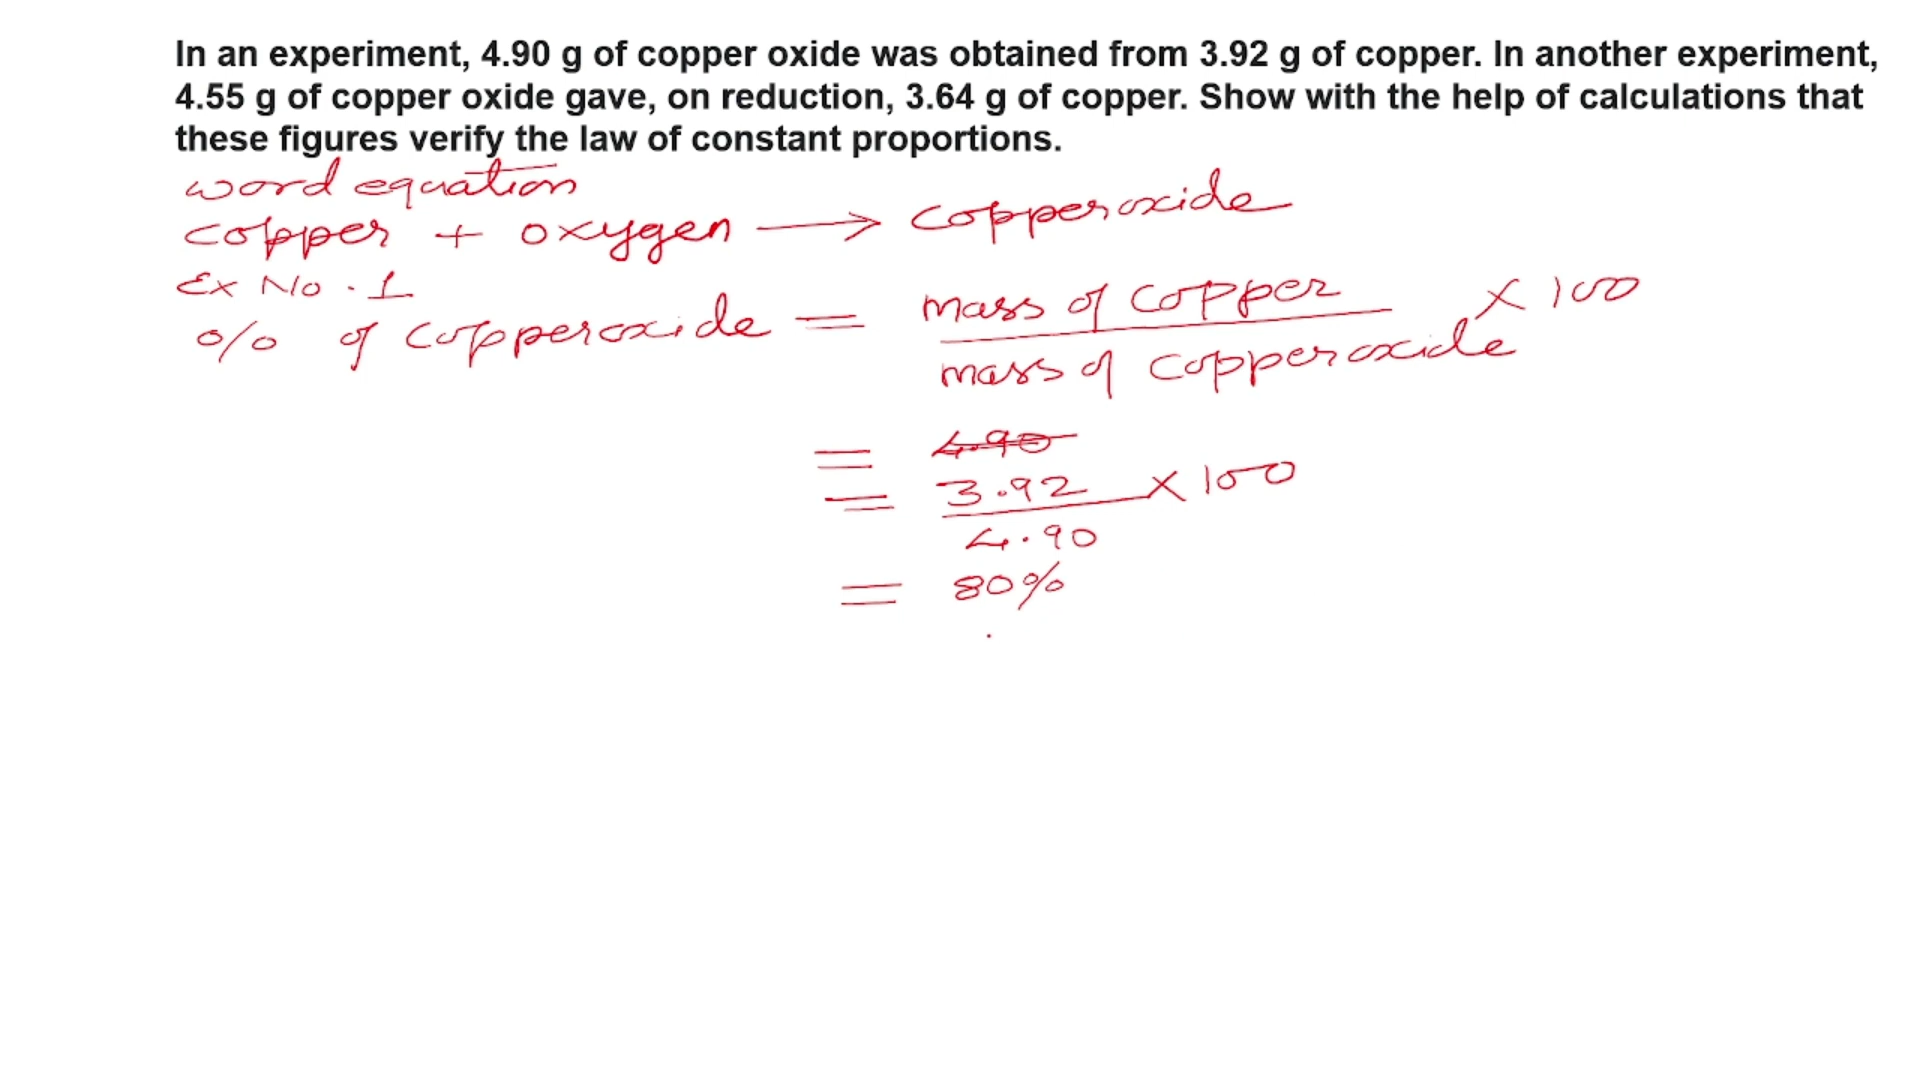 In an experiment, 4.90 g of copper oxide was obtained from 3.92 g of copper. In another experiment,
4.55 g of copper oxide gave, on reduction, 3.64 g of copper. Show with the help of calculations that
these figures verify the law of constant proportions.
word equation
copper + oxygen → copperoxide
Ex No. 1
% of copperoxide = mass of copper × 100
mass of copperoxide
= 4.90
= 3.92 × 100
4.90
= 80%